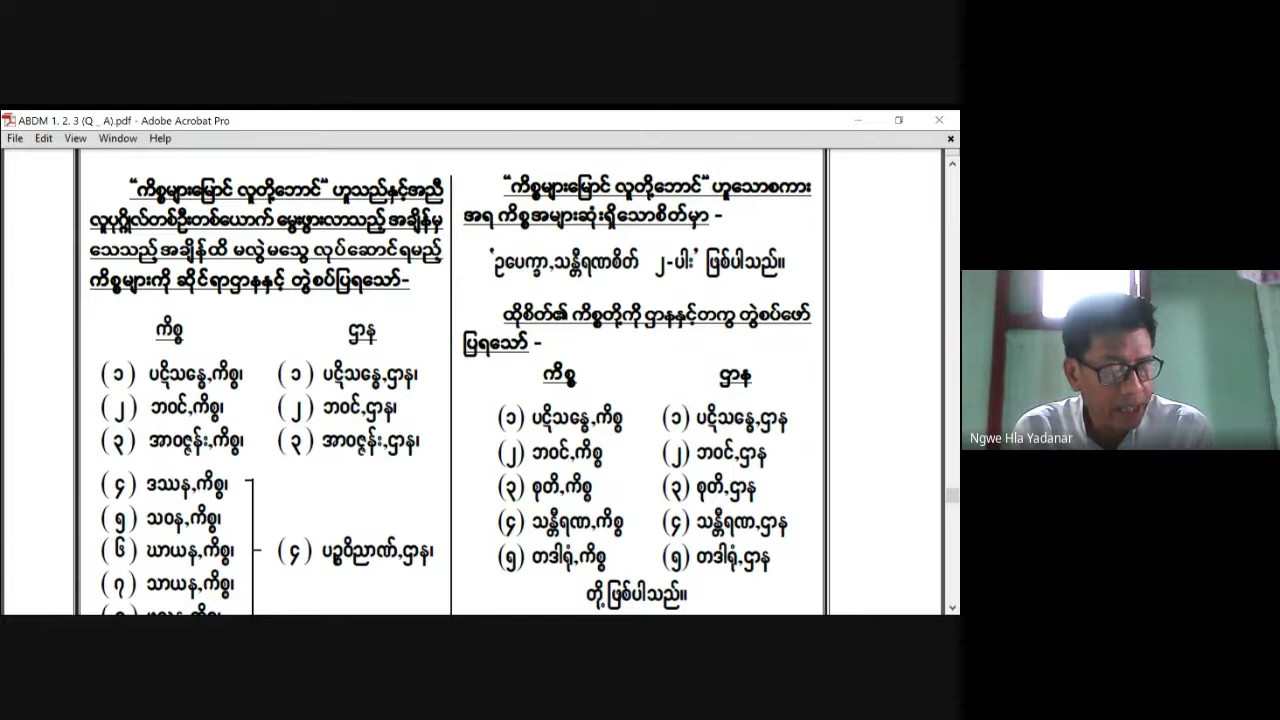 ABDM 1. 2. 3 (Q _ A).pdf - Adobe Acrobat Pro
File Edit View Window Help
“ကိစ္စများမြောင် လူတို့ဘောင်” ဟူသည်နှင့်အညီ
လူပုဂ္ဂိုလ်တစ်ဦးတစ်ယောက် မွေးဖွားလာသည့် အချိန်မှ
သေသည့်အချိန်ထိ မလွဲမသွေ လုပ်ဆောင်ရမည့်
ကိစ္စများကို ဆိုင်ရာဌာနနှင့် တွဲစပ်ပြရသော်-
ကိစ္စ ဌာန
(၁) ပဋိသန္ဓေ,ကိစ္စ၊ (၁) ပဋိသန္ဓေ,ဌာန၊
(၂) ဘဝင်,ကိစ္စ၊ (၂) ဘဝင်,ဌာန၊
(၃) အာဝဇ္ဇန်း,ကိစ္စ၊ (၃) အာဝဇ္ဇန်း,ဌာန၊
(၄) ဒဿန,ကိစ္စ၊
(၅) သဝန,ကိစ္စ၊
(၆) ဃာယန,ကိစ္စ၊ (၄) ပဉ္စဝိညာဏ်,ဌာန၊
(၇) သာယန,ကိစ္စ၊
“ကိစ္စများမြောင် လူတို့ဘောင်” ဟူသောစကား
အရ ကိစ္စအများဆုံးရှိသောစိတ်မှာ -
‘ဥပေက္ခာ,သန္တီရဏစိတ် ၂-ပါး’ ဖြစ်ပါသည်။
ထိုစိတ်၏ ကိစ္စတို့ကို ဌာနနှင့်တကွ တွဲစပ်ဖော်
ပြရသော် -
ကိစ္စ ဌာန
(၁) ပဋိသန္ဓေ,ကိစ္စ (၁) ပဋိသန္ဓေ,ဌာန
(၂) ဘဝင်,ကိစ္စ (၂) ဘဝင်,ဌာန
(၃) စုတိ,ကိစ္စ (၃) စုတိ,ဌာန
(၄) သန္တီရဏ,ကိစ္စ (၄) သန္တီရဏ,ဌာန
(၅) တဒါရုံ,ကိစ္စ (၅) တဒါရုံ,ဌာန
တို့ဖြစ်ပါသည်။
Ngwe Hla Yadanar